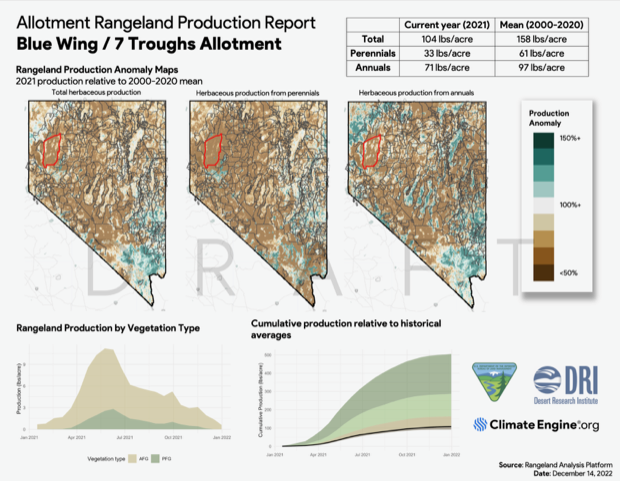 Allotment Rangeland Production Report
Blue Wing / 7 Troughs Allotment
Current year (2021) Mean (2000-2020)
Total 104 lbs/acre 158 lbs/acre
Perennials 33 lbs/acre 61 lbs/acre
Annuals 71 lbs/acre 97 lbs/acre
Rangeland Production Anomaly Maps
2021 production relative to 2000-2020 mean
Total herbaceous production
Herbaceous production from perennials
Herbaceous production from annuals
Production
Anomaly
150%+
100%+
<50%
DRAFT
Rangeland Production by Vegetation Type
Production (lbs/acre)
Jan 2021 Apr 2021 Jul 2021 Oct 2021 Jan 2022
Vegetation type AFG PFG
Cumulative production relative to historical
averages
Cumulative Production (lbs/acre)
500
400
300
200
100
0
Jan 2021 Apr 2021 Jul 2021 Oct 2021 Jan 2022
DRI
Desert Research Institute
Climate Engine.org
Source: Rangeland Analysis Platform
Date: December 14, 2022